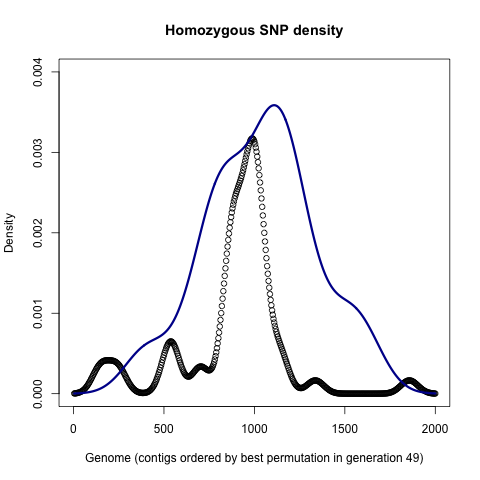 Homozygous SNP density
Density
0.004
0.003
0.002
0.001
0.000
0 500 1000 1500 2000
Genome (contigs ordered by best permutation in generation 49)